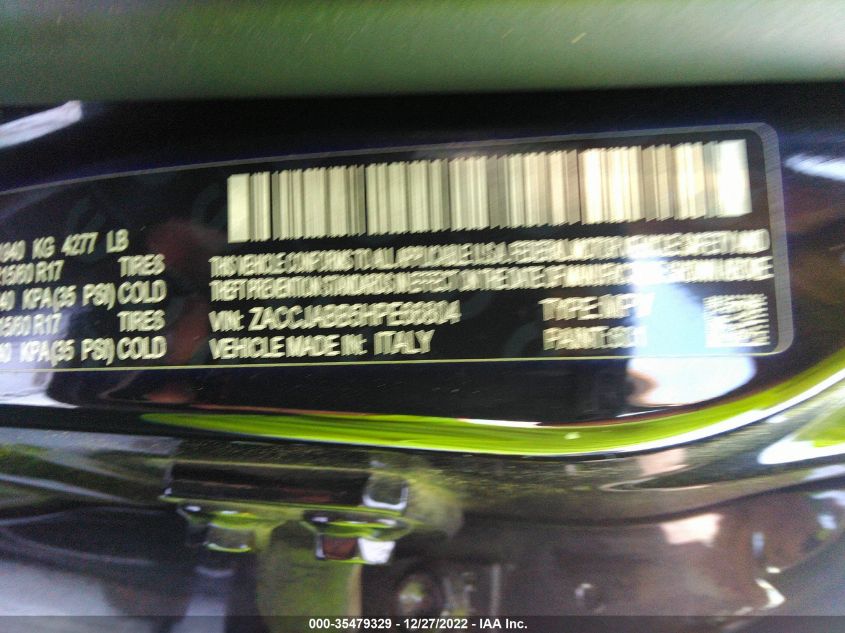 KG 4277 LB
R17 TIRES
KPA (35 PSI) COLD
R17 TIRES
KPA (35 PSI) COLD
THIS VEHICLE CONFORMS TO ALL APPLICABLE U.S.A. FEDERAL MOTOR VEHICLE SAFETY AND
THEFT PREVENTION STANDARDS IN EFFECT ON THE DATE OF MANUFACTURE SHOWN ABOVE
VIN: TYPE: MPV
VEHICLE MADE IN: ITALY PAINT:
000-35479329 - 12/27/2022 - IAA Inc.